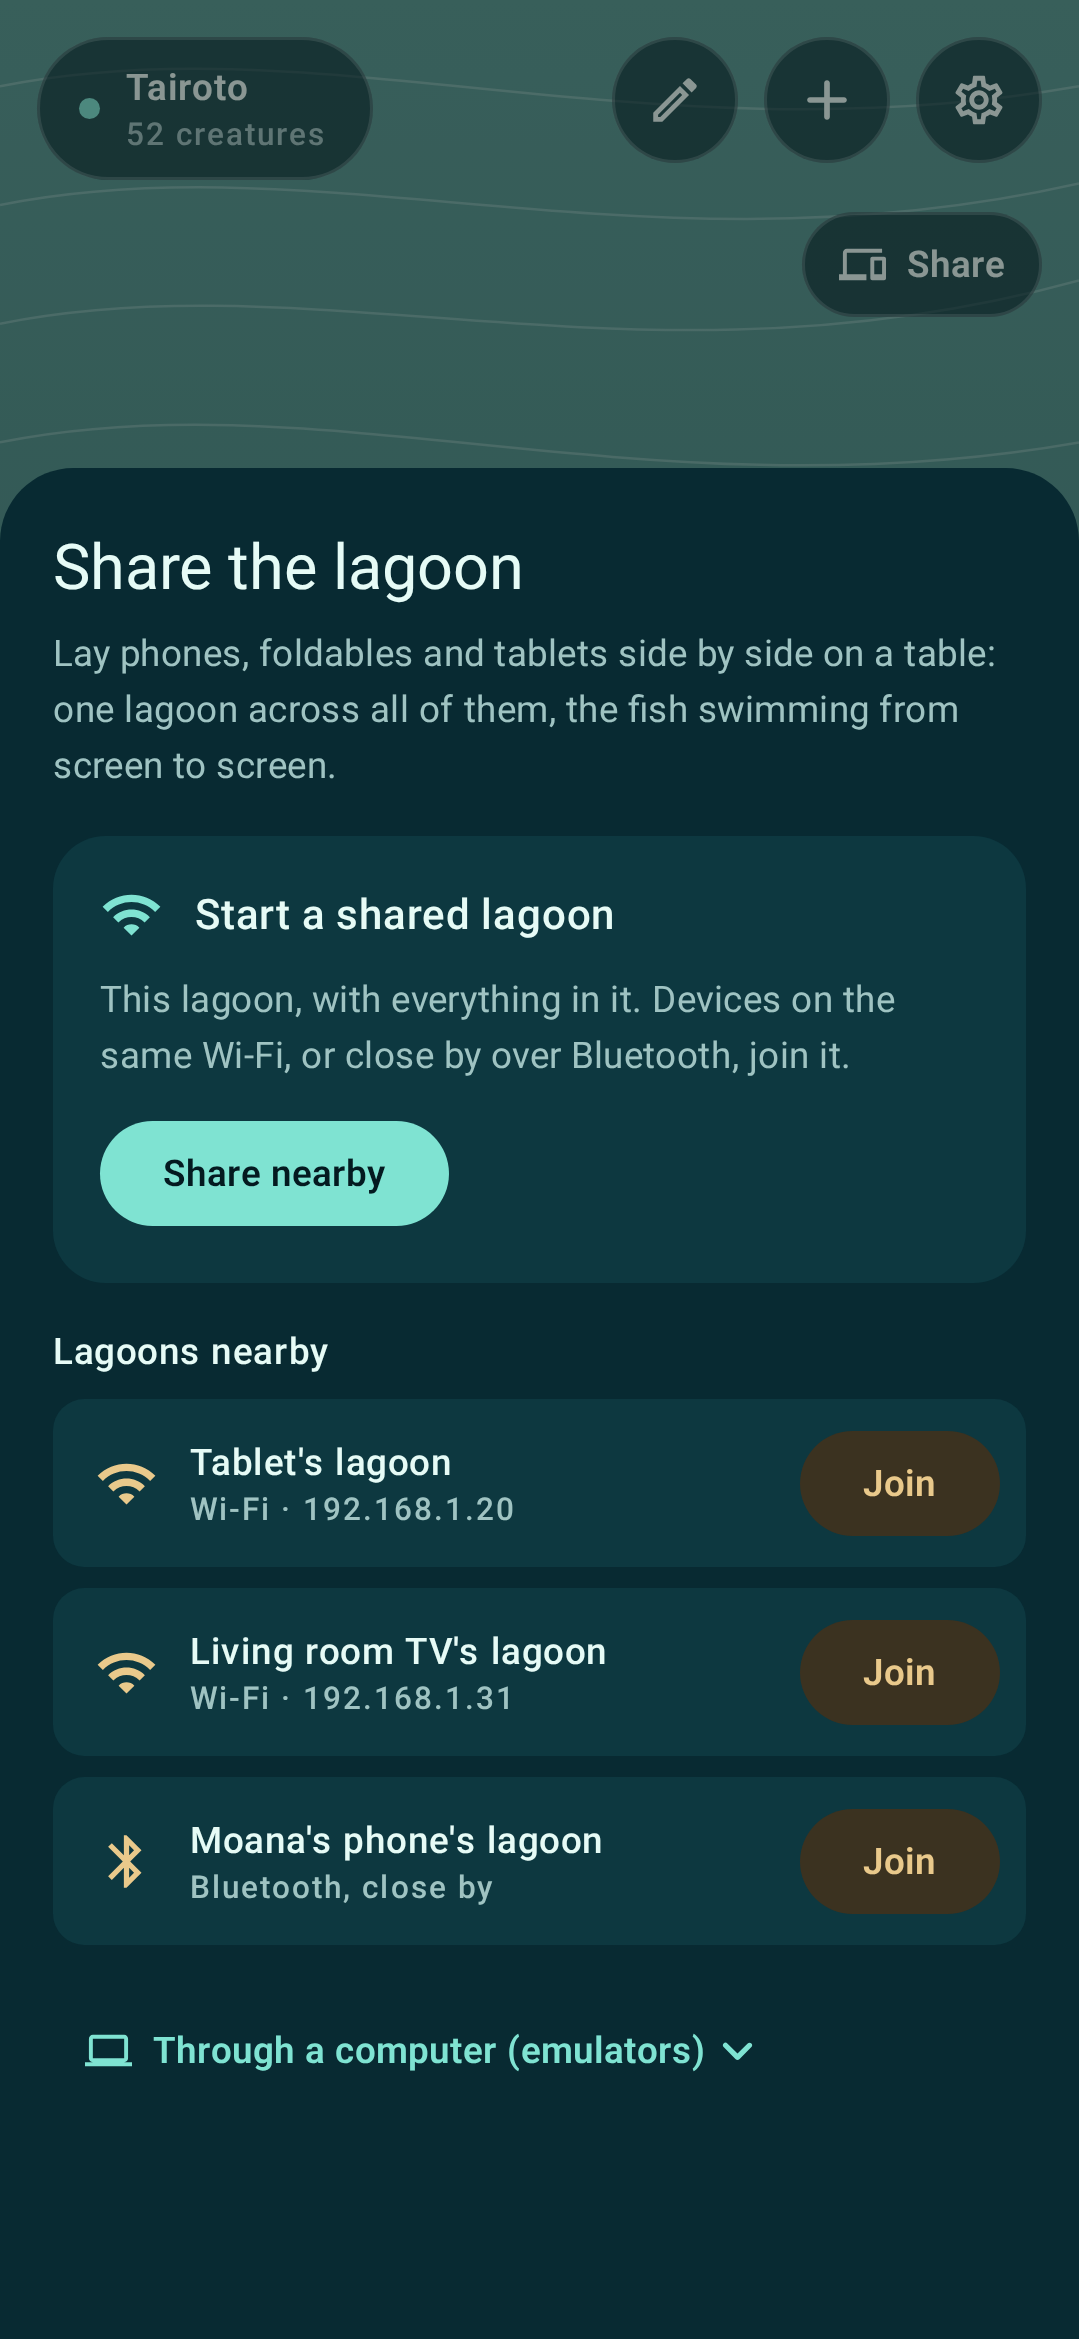 Tairoto
52 creatures
Share
Share the lagoon
Lay phones, foldables and tablets side by side on a table:
one lagoon across all of them, the fish swimming from
screen to screen.
Start a shared lagoon
This lagoon, with everything in it. Devices on the
same Wi-Fi, or close by over Bluetooth, join it.
Share nearby
Lagoons nearby
Tablet's lagoon
Wi-Fi · 192.168.1.20
Join
Living room TV's lagoon
Wi-Fi · 192.168.1.31
Join
Moana's phone's lagoon
Bluetooth, close by
Join
Through a computer (emulators)